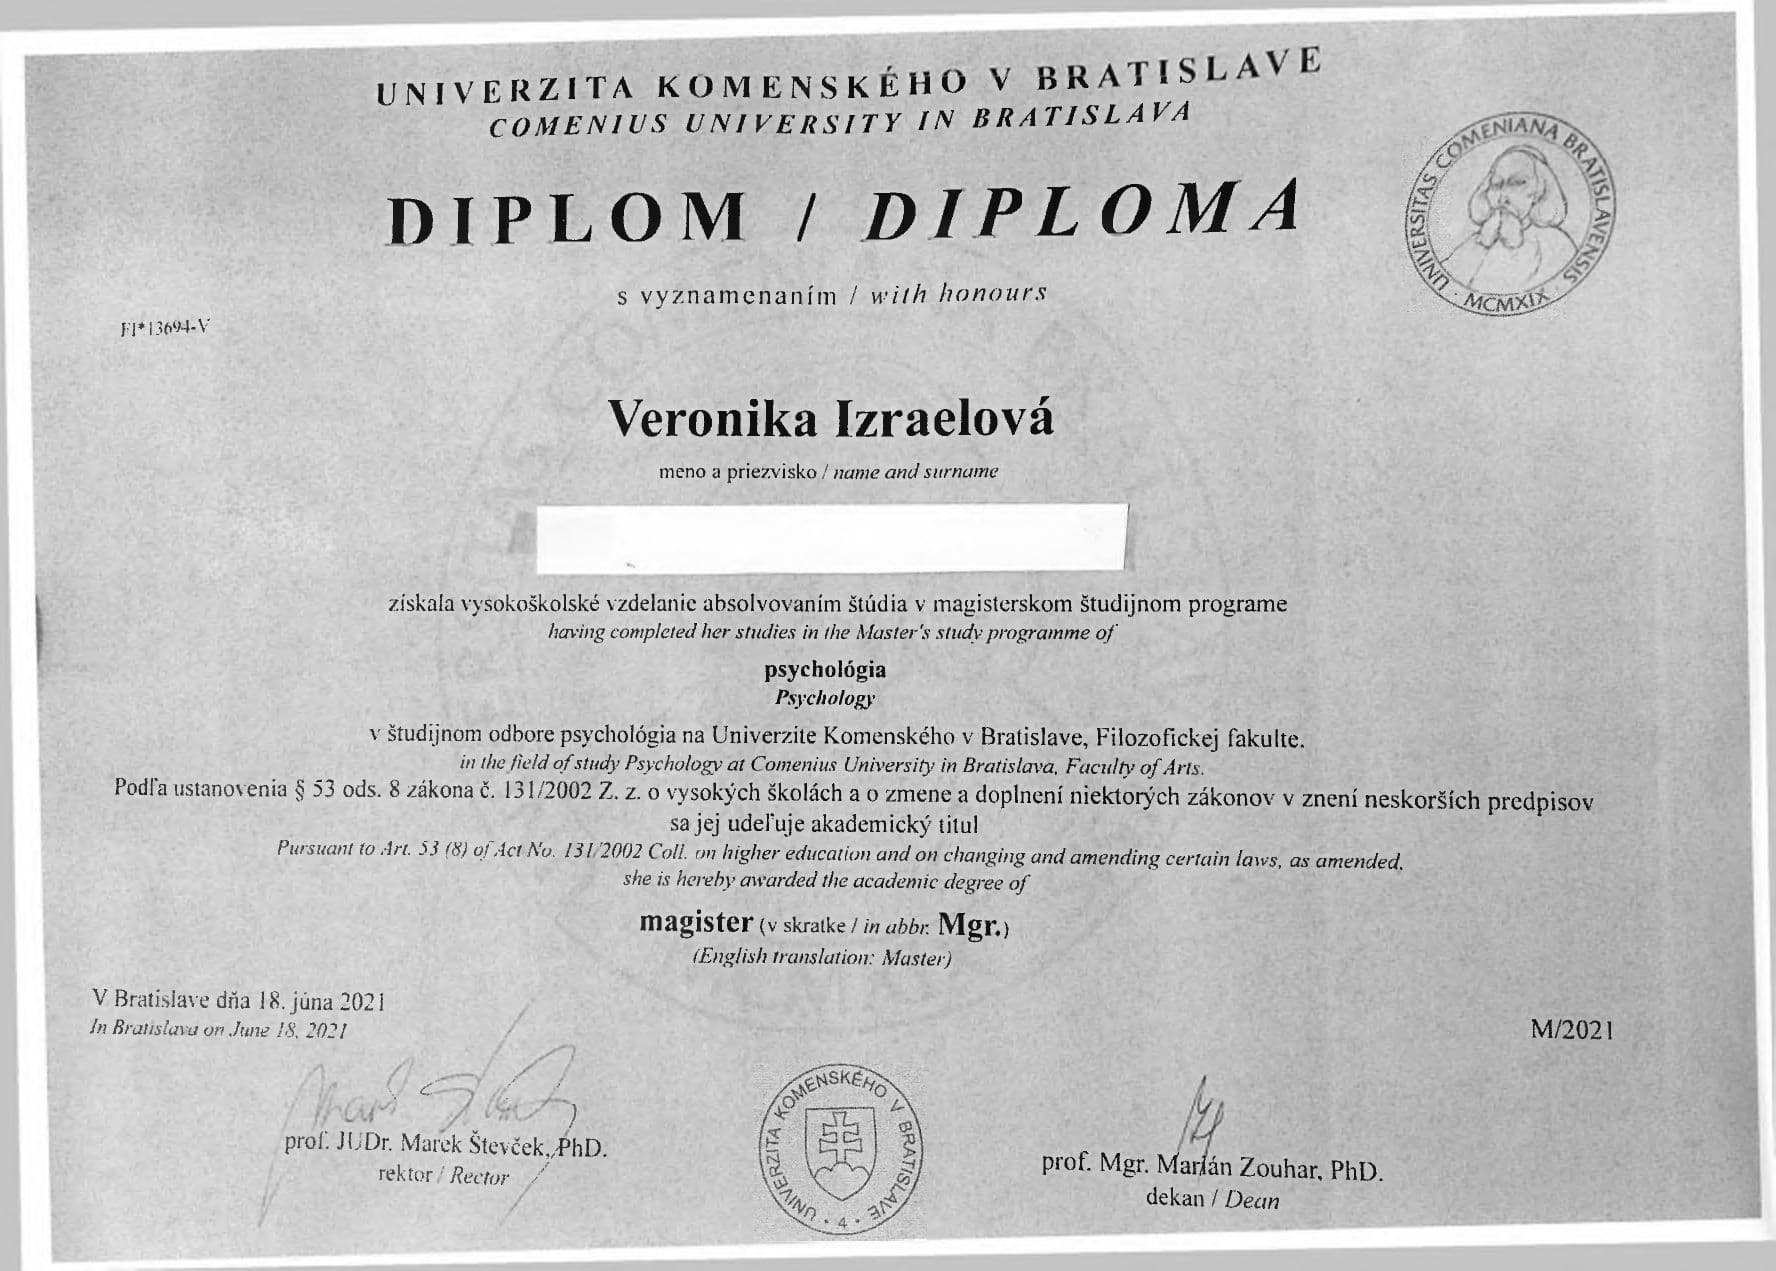 UNIVERZITA KOMENSKÉHO V BRATISLAVE
COMENIUS UNIVERSITY IN BRATISLAVA
UNIVERSITAS COMENIANA BRATISLAVENSIS · MCMXIX ·
DIPLOM / DIPLOMA
s vyznamenaním / with honours
FI*13694-V
Veronika Izraelová
meno a priezvisko / name and surname
získala vysokoškolské vzdelanie absolvovaním štúdia v magisterskom študijnom programe
having completed her studies in the Master's study programme of
psychológia
Psychology
v študijnom odbore psychológia na Univerzite Komenského v Bratislave, Filozofickej fakulte.
in the field of study Psychology at Comenius University in Bratislava, Faculty of Arts.
Podľa ustanovenia § 53 ods. 8 zákona č. 131/2002 Z. z. o vysokých školách a o zmene a doplnení niektorých zákonov v znení neskorších predpisov
sa jej udeľuje akademický titul
Pursuant to Art. 53 (8) of Act No. 131/2002 Coll. on higher education and on changing and amending certain laws, as amended,
she is hereby awarded the academic degree of
magister (v skratke / in abbr. Mgr.)
(English translation: Master)
V Bratislave dňa 18. júna 2021
In Bratislava on June 18, 2021
M/2021
prof. JUDr. Marek Števček, PhD.
rektor / Rector
UNIVERZITA KOMENSKÉHO V BRATISLAVE · 4 ·
prof. Mgr. Marián Zouhar, PhD.
dekan / Dean